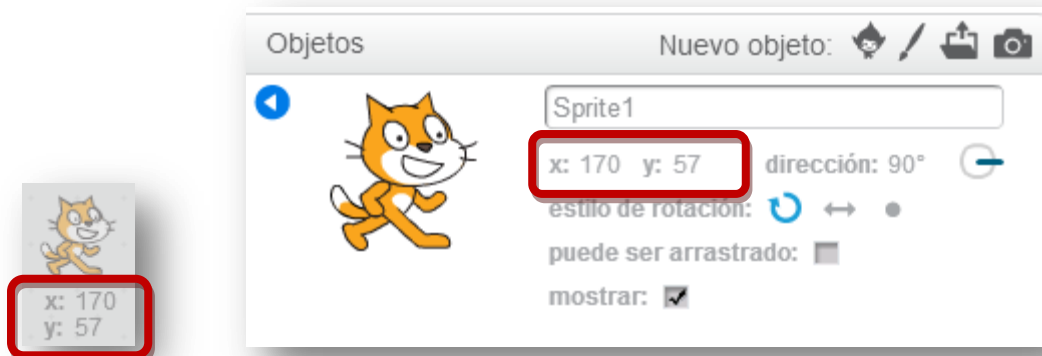 Objetos Nuevo objeto:
Sprite1
x: 170 y: 57 dirección: 90°
estilo de rotación:
puede ser arrastrado:
mostrar:
x: 170
y: 57